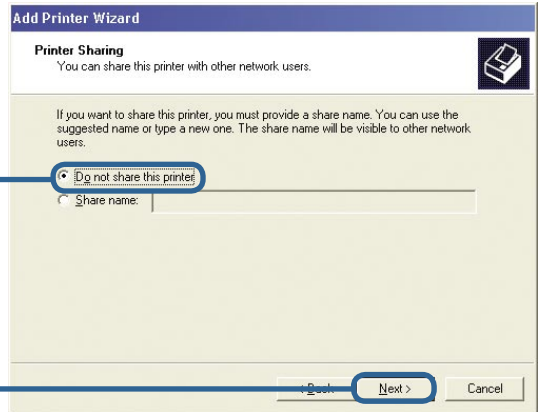 Add Printer Wizard
Printer Sharing
You can share this printer with other network users.
If you want to share this printer, you must provide a share name. You can use the
suggested name or type a new one. The share name will be visible to other network
users.
Do not share this printer
Share name:
< Back Next > Cancel